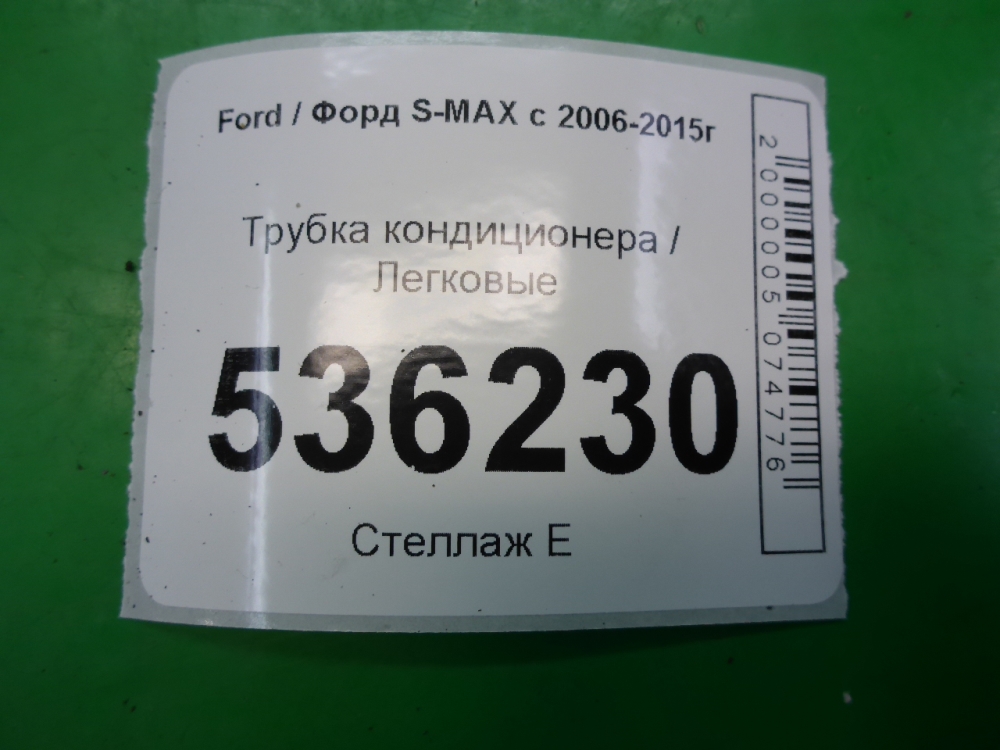 Ford / Форд S-MAX с 2006-2015г
Трубка кондиционера /
Легковые
536230
Стеллаж Е
2000005074776